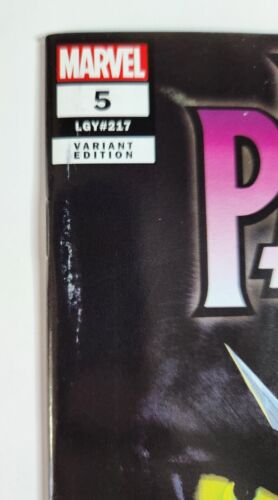 MARVEL
5
LGY#217
VARIANT
EDITION
P